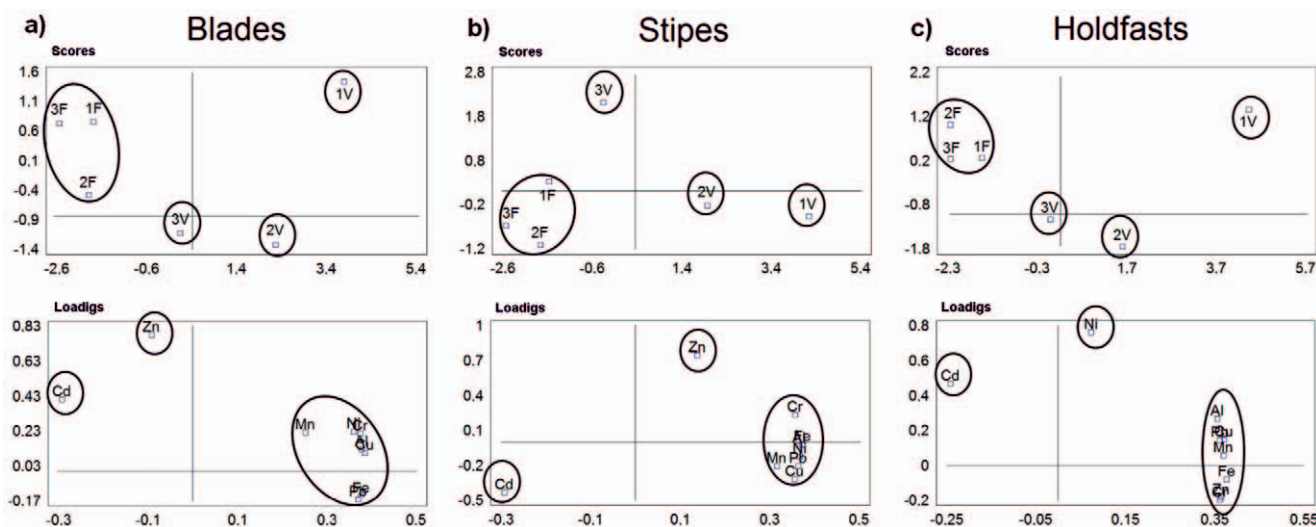 a) Blades
Scores
1.6
1.1
0.6
0.1
-0.4
-0.9
-1.4
3F 1F
2F
3V
2V
1V
-2.6 -0.6 1.4 3.4 5.4
Loadigs
0.83
0.63
0.43
0.23
0.03
-0.17
Zn
Cd
Mn
Ni Cr
Al
Cu
Fe
Pb
-0.3 -0.1 0.1 0.3 0.5
b) Stipes
Scores
2.8
1.8
0.8
-0.2
-1.2
3V
1F
3F
2F
2V
1V
-2.6 -0.6 1.4 3.4 5.4
Loadigs
1
0.7
0.4
0.1
-0.2
-0.5
Zn
Cr
Fe
Ni
Mn Pb
Cu
Cd
-0.3 -0.1 0.1 0.3 0.5
c) Holdfasts
Scores
2.2
1.2
0.2
-0.8
-1.8
2F
3F 1F
3V
2V
1V
-2.3 -0.3 1.7 3.7 5.7
Loadigs
0.8
0.6
0.4
0.2
0
-0.2
Ni
Cd
Al
Mn
Fe
Zn
-0.25 -0.05 0.15 0.35 0.55